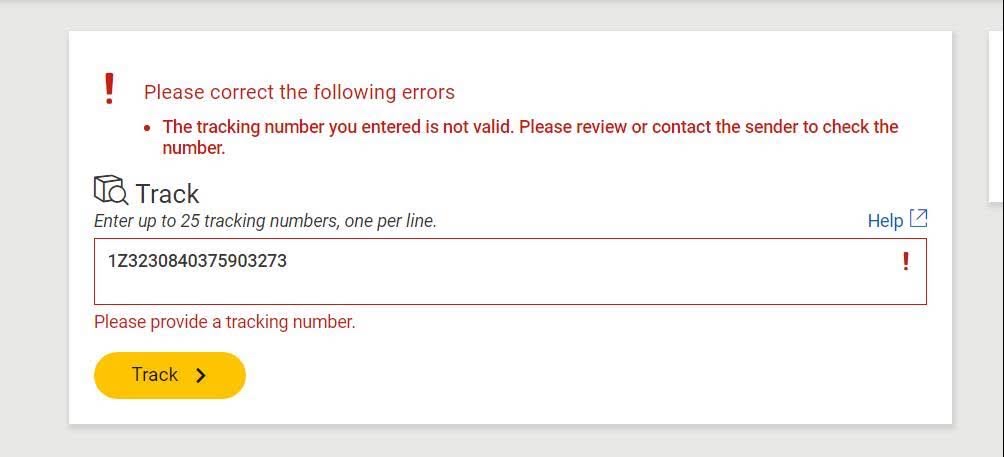 Please correct the following errors
• The tracking number you entered is not valid. Please review or contact the sender to check the
number.
Track
Enter up to 25 tracking numbers, one per line.
Help
1Z3230840375903273
Please provide a tracking number.
Track